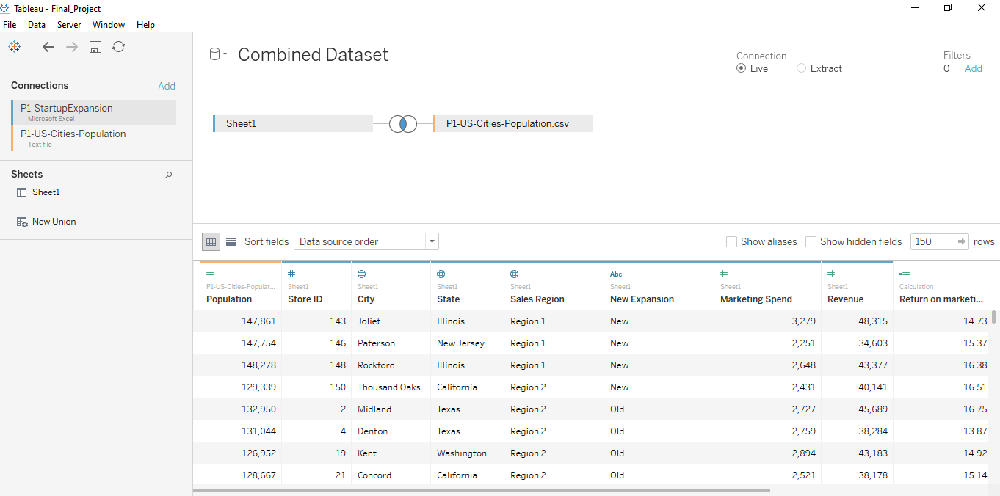 Tableau - Final_Project
File Data Server Window Help
Connections Add
P1-StartupExpansion
Microsoft Excel
P1-US-Cities-Population
Text file
Sheets
Sheet1
New Union
Combined Dataset
Connection
Live Extract
Filters
0 Add
Sheet1 P1-US-Cities-Population.csv
Sort fields Data source order Show aliases Show hidden fields 150 rows
# # Abc # # =#
P1-US-Cities-Populat... Sheet1 Sheet1 Sheet1 Sheet1 Sheet1 Sheet1 Sheet1 Calculation
Population Store ID City State Sales Region New Expansion Marketing Spend Revenue Return on marketi...
147,861 143 Joliet Illinois Region 1 New 3,279 48,315 14.73
147,754 146 Paterson New Jersey Region 1 New 2,251 34,603 15.37
148,278 148 Rockford Illinois Region 1 New 2,648 43,377 16.38
129,339 150 Thousand Oaks California Region 2 New 2,431 40,141 16.51
132,950 2 Midland Texas Region 2 Old 2,727 45,689 16.75
131,044 4 Denton Texas Region 2 Old 2,759 38,284 13.87
126,952 19 Kent Washington Region 2 Old 2,894 43,183 14.92
128,667 21 Concord California Region 2 Old 2,521 38,178 15.14